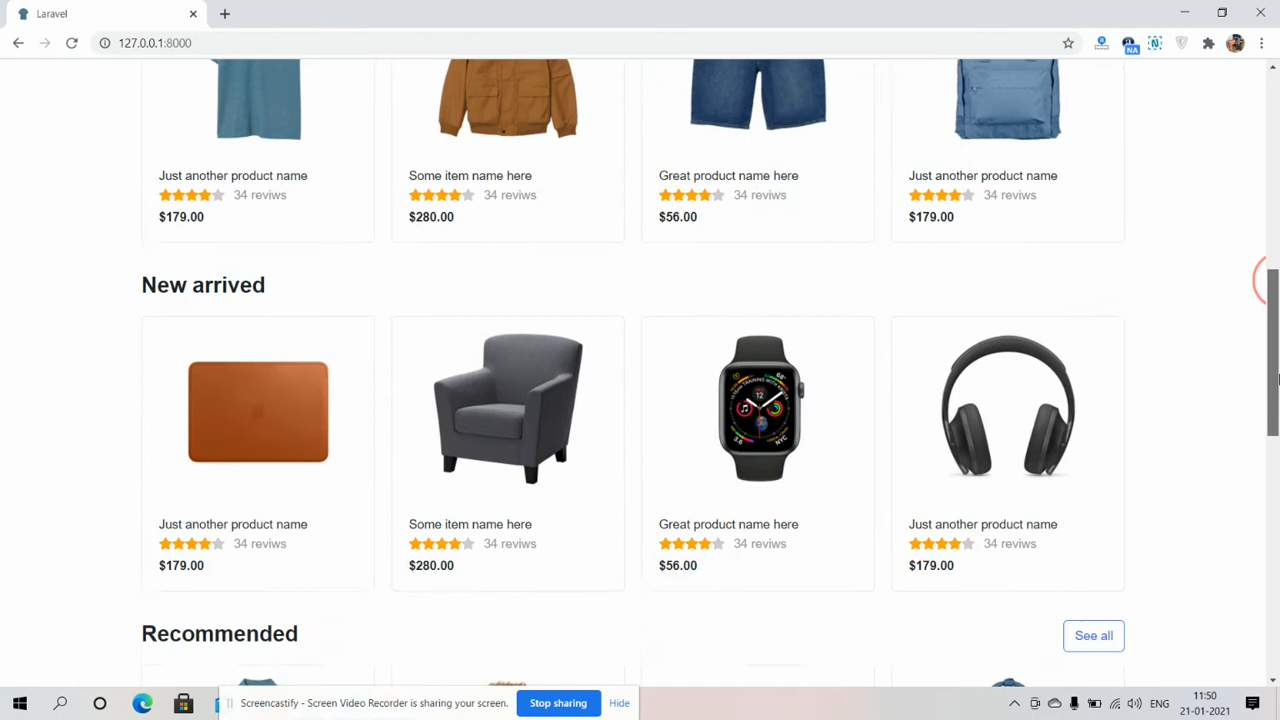 Laravel
127.0.0.1:8000
NA
Just another product name
Some item name here
Great product name here
Just another product name
34 reviws
34 reviws
34 reviws
34 reviws
$179.00
$280.00
$56.00
$179.00
New arrived
Just another product name
Some item name here
Great product name here
Just another product name
34 reviws
34 reviws
34 reviws
34 reviws
$179.00
$280.00
$56.00
$179.00
Recommended
See all
Screencastify - Screen Video Recorder is sharing your screen.
Stop sharing
Hide
ENG
11:50
21-01-2021